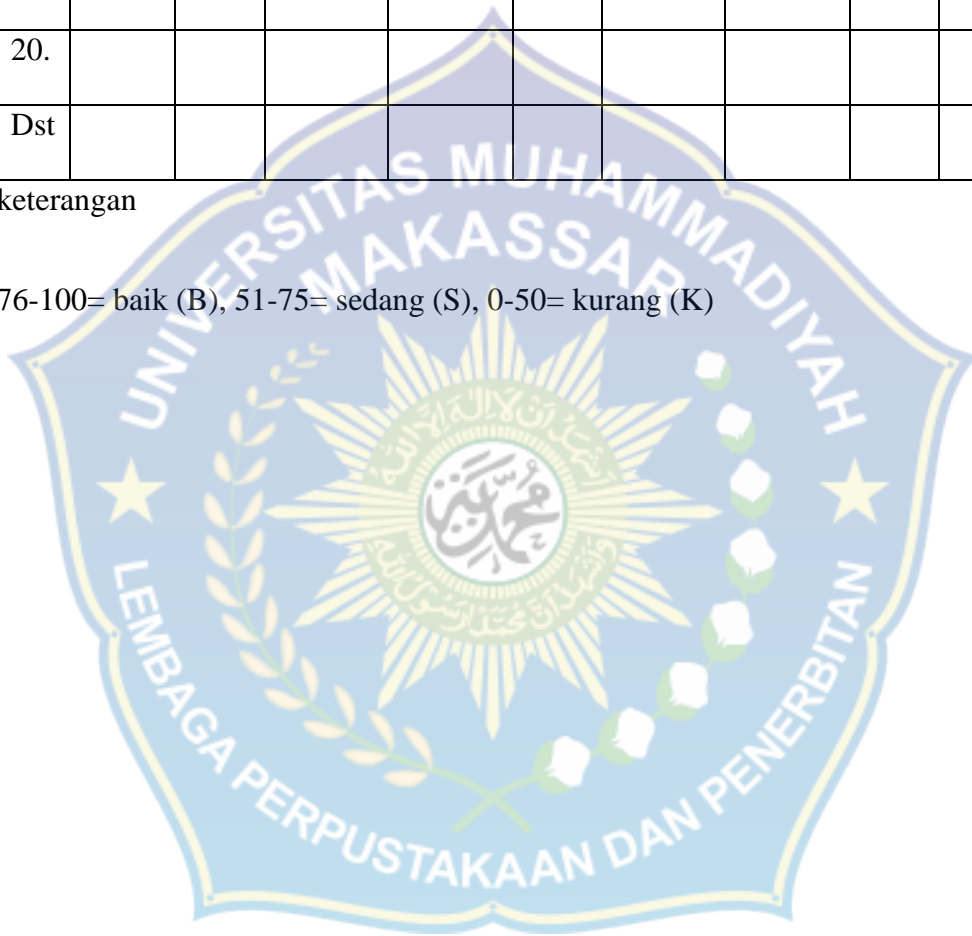 20.
Dst
keterangan
76-100= baik (B), 51-75= sedang (S), 0-50= kurang (K)
UNIVERSITAS MUHAMMADIYAH
MAKASSAR
محمدية
LEMBAGA PERPUSTAKAAN DAN PENERBITAN